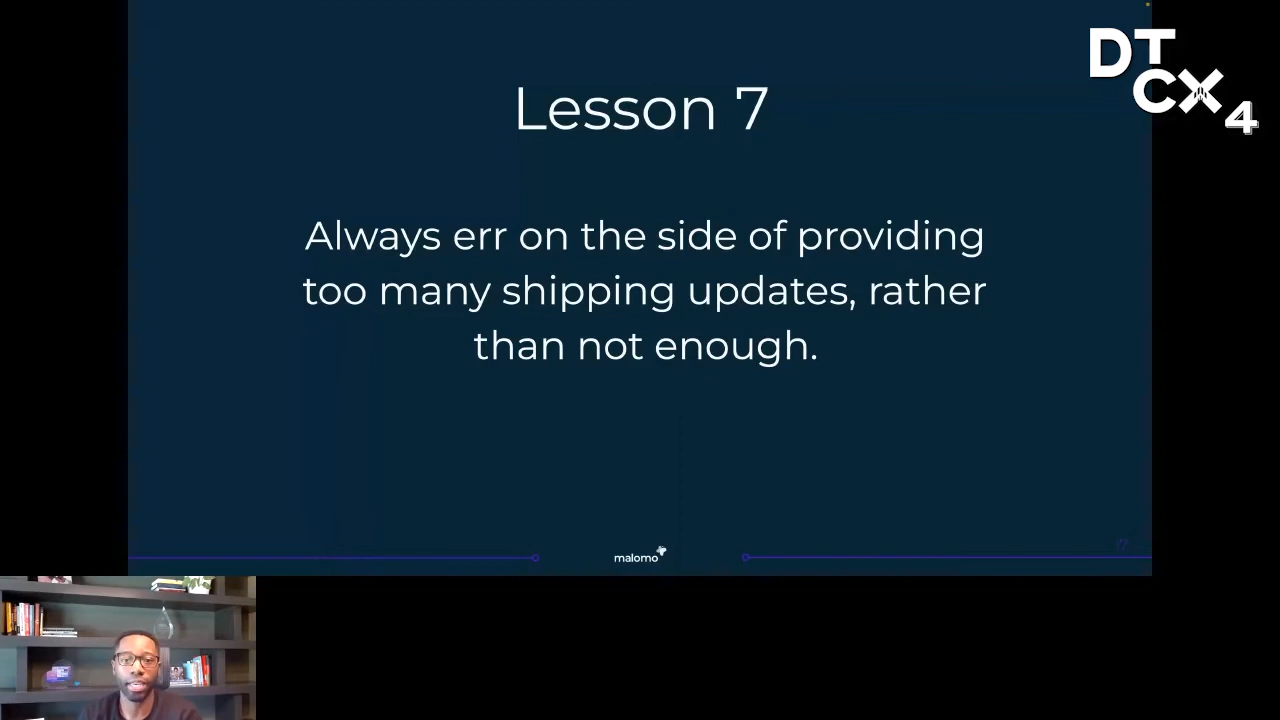 DT
CX
4
Lesson 7
Always err on the side of providing
too many shipping updates, rather
than not enough.
malomo
17